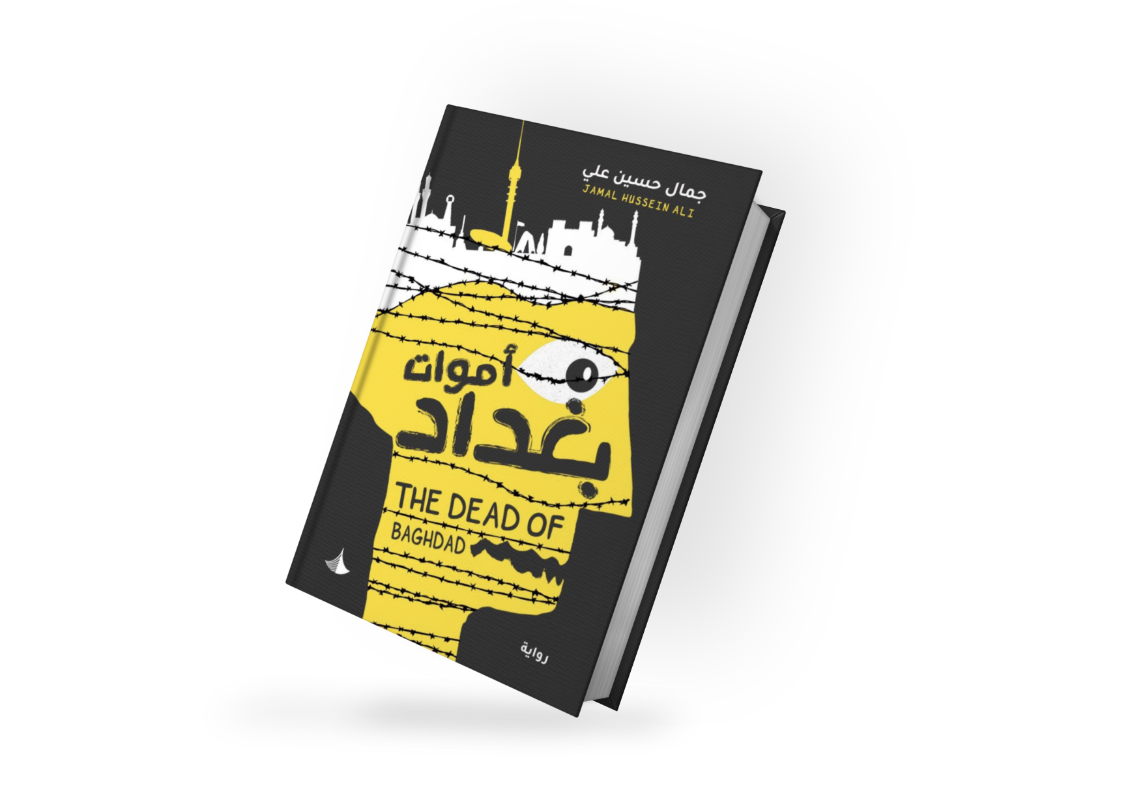 جمال حسين علي
JAMAL HUSSEIN ALI
أموات
بغداد
THE DEAD OF
BAGHDAD
رواية